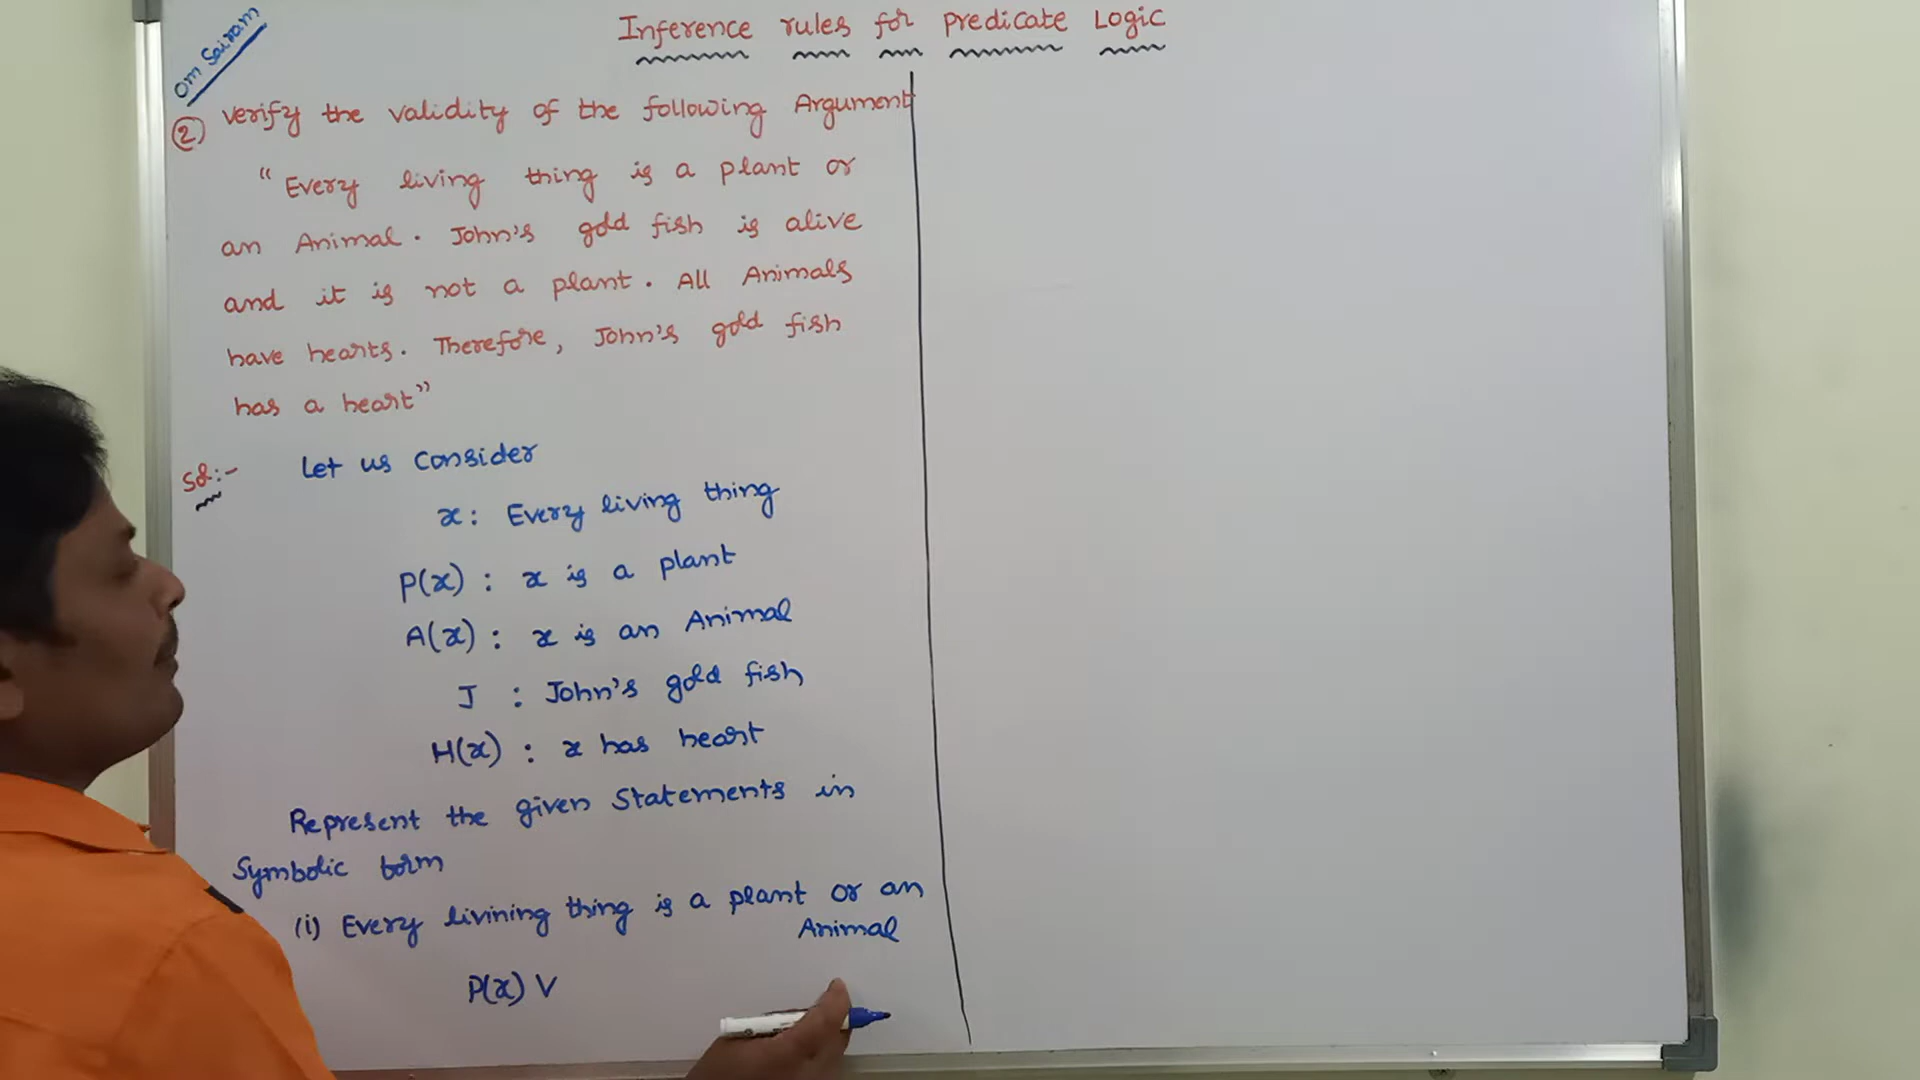 Om Sairam
Inference rules for predicate Logic
② Verify the validity of the following Argument
“Every living thing is a plant or
an Animal. John's gold fish is alive
and it is not a plant. All Animals
have hearts. Therefore, John's gold fish
has a heart”
Sol:- Let us Consider
x: Every living thing
P(x) : x is a plant
A(x) : x is an Animal
J : John's gold fish
H(x) : x has heart
Represent the given Statements in
Symbolic form
(i) Every livining thing is a plant or an
Animal
P(x) ∨